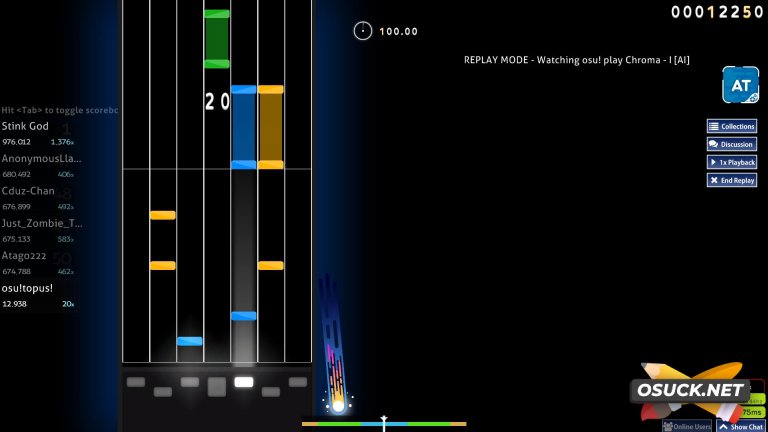 00012250
100.00
REPLAY MODE - Watching osu! play Chroma - I [AI]
AT
20
Hit <Tab> to toggle scorebo
Stink God
976,012 1,376x
AnonymousLla...
680,492 406x
Cduz-Chan
676,899 492x
Just_Zombie_T...
675,133 583x
Atago222
50
674,788 462x
osu!topus!
12,938 20x
Collections
Discussion
1x Playback
End Replay
OSUCK.NET
75ms
Online Users
Show Chat